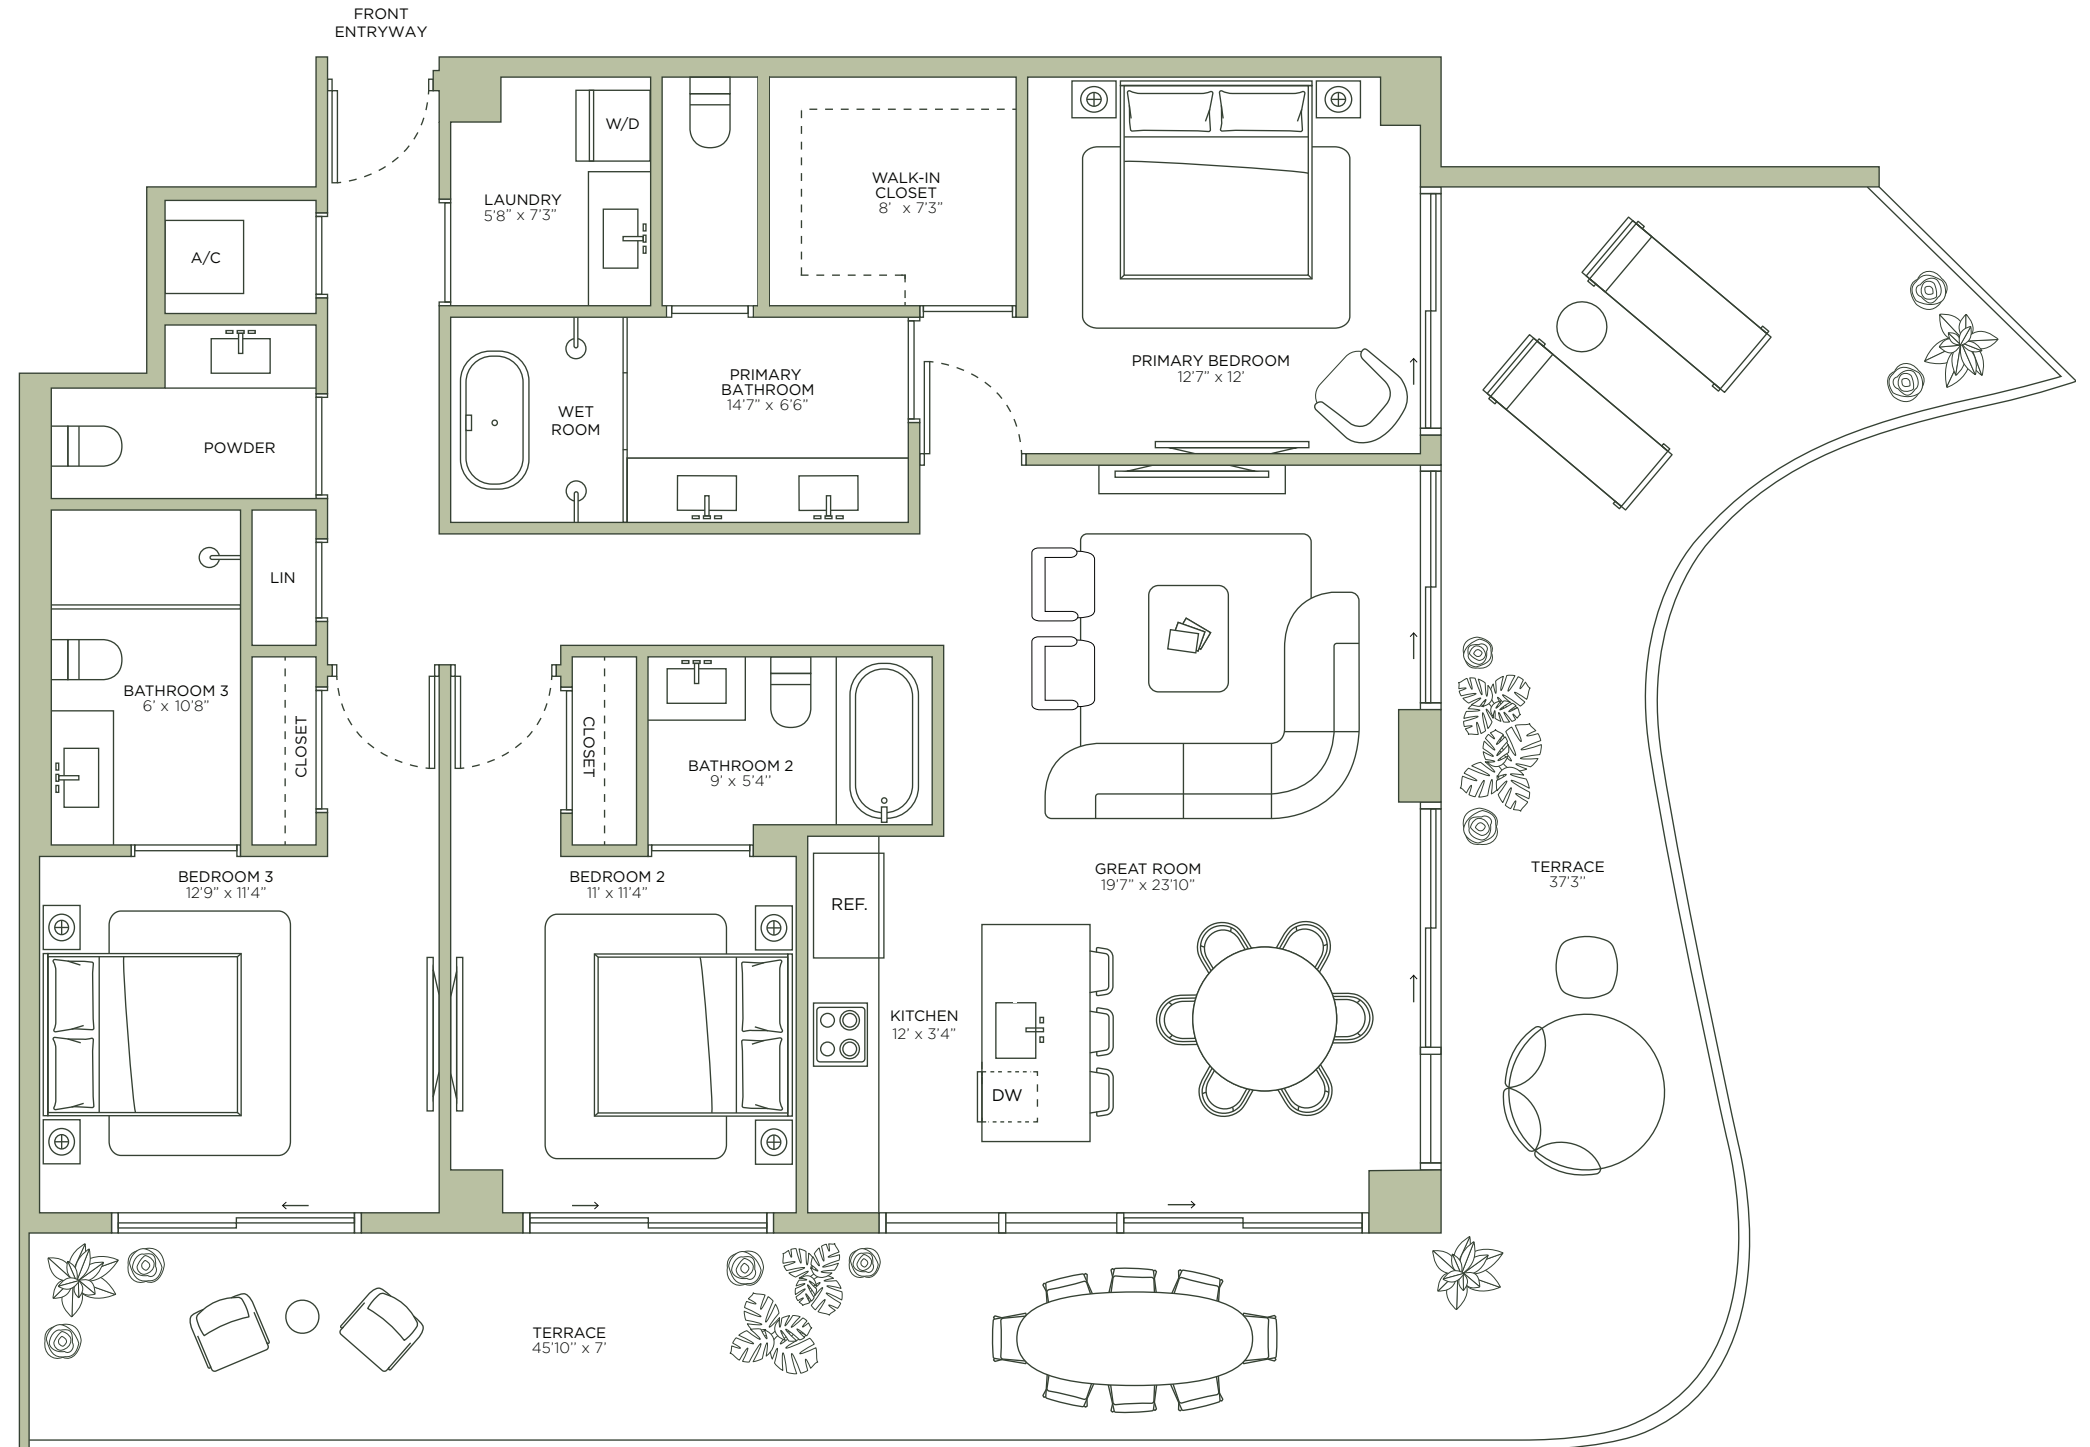 FRONT
ENTRYWAY
W/D
LAUNDRY
5'8" x 7'3"
WALK-IN
CLOSET
8' x 7'3"
A/C
PRIMARY BEDROOM
12'7" x 12'
PRIMARY
BATHROOM
14'7" x 6'6"
WET
ROOM
POWDER
LIN
BATHROOM 3
6' x 10'8"
CLOSET
CLOSET
BATHROOM 2
9' x 5'4"
BEDROOM 3
12'9" x 11'4"
BEDROOM 2
11' x 11'4"
REF.
GREAT ROOM
19'7" x 23'10"
TERRACE
37'3"
KITCHEN
12' x 3'4"
DW
TERRACE
45'10" x 7'